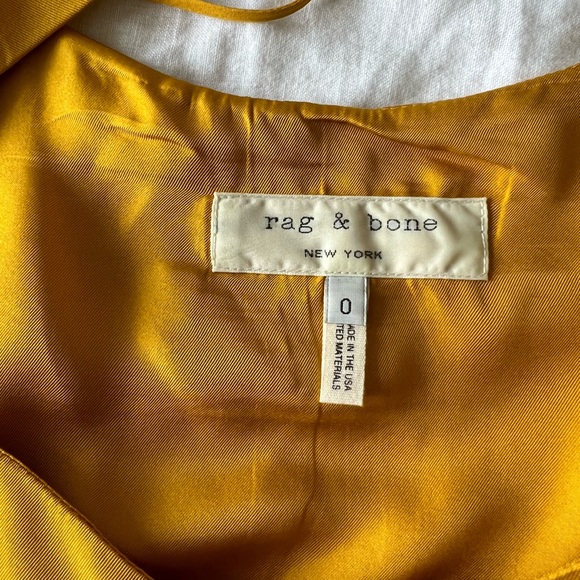 rag & bone
NEW YORK
0
ADE IN THE USA
TED MATERIALS